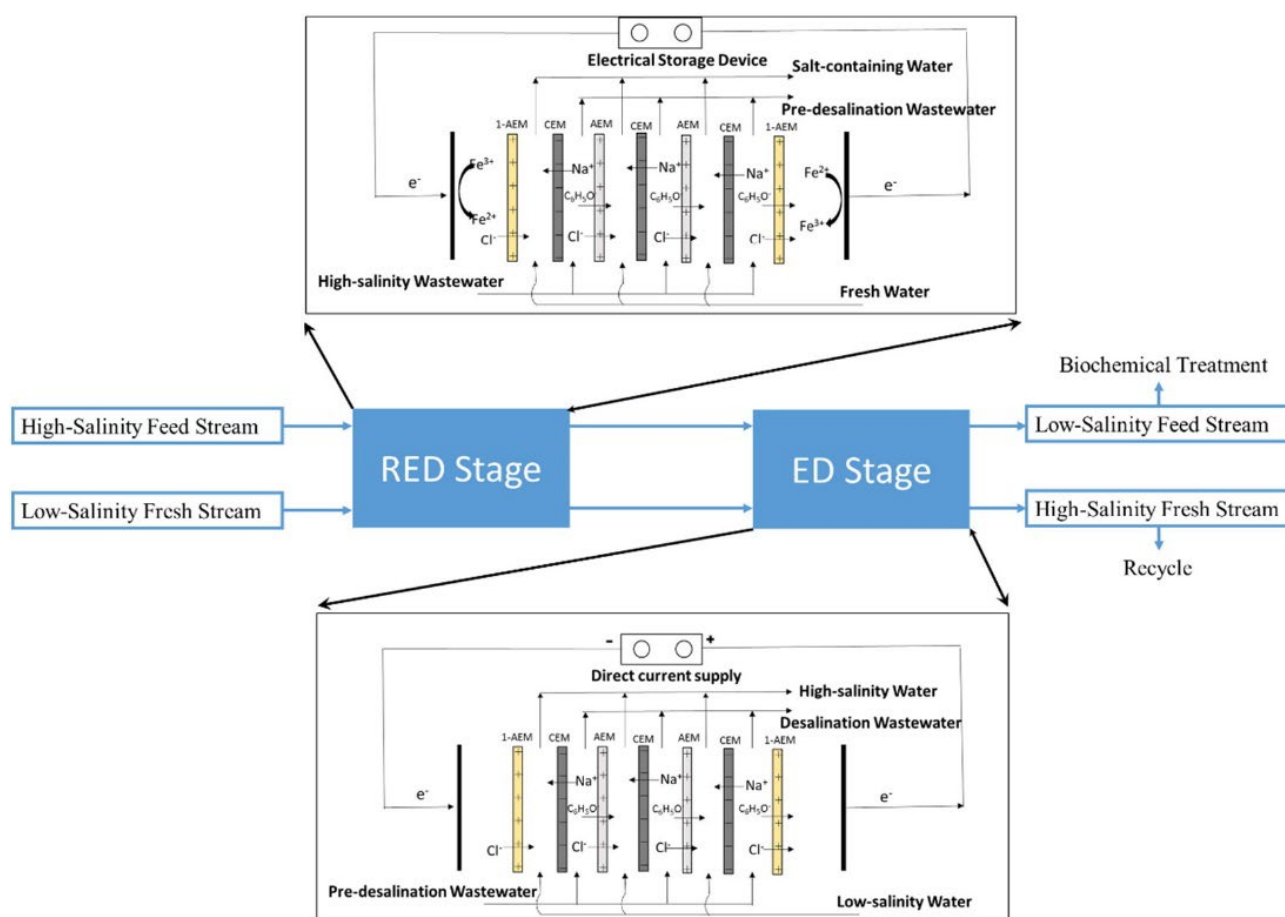 Electrical Storage Device
Salt-containing Water
Pre-desalination Wastewater
1-AEM CEM AEM CEM AEM CEM 1-AEM
Fe³⁺ Na⁺ Na⁺ Na⁺ Fe²⁺
e⁻ C₆H₅O⁻ C₆H₅O⁻ C₆H₅O⁻ e⁻
Fe²⁺ Fe³⁺
Cl⁻ Cl⁻ Cl⁻ Cl⁻
High-salinity Wastewater
Fresh Water
Biochemical Treatment
High-Salinity Feed Stream
Low-Salinity Feed Stream
RED Stage
ED Stage
Low-Salinity Fresh Stream
High-Salinity Fresh Stream
Recycle
- +
Direct current supply
High-salinity Water
Desalination Wastewater
1-AEM CEM AEM CEM AEM CEM 1-AEM
Na⁺ Na⁺ Na⁺
e⁻ C₆H₅O⁻ C₆H₅O⁻ C₆H₅O⁻ e⁻
Cl⁻ Cl⁻ Cl⁻ Cl⁻
Pre-desalination Wastewater
Low-salinity Water